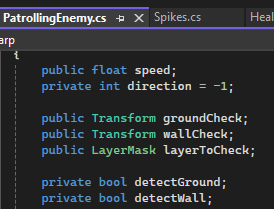 PatrollingEnemy.cs Spikes.cs Heal
arp
{
public float speed;
private int direction = -1;
public Transform groundCheck;
public Transform wallCheck;
public LayerMask layerToCheck;
private bool detectGround;
private bool detectWall;